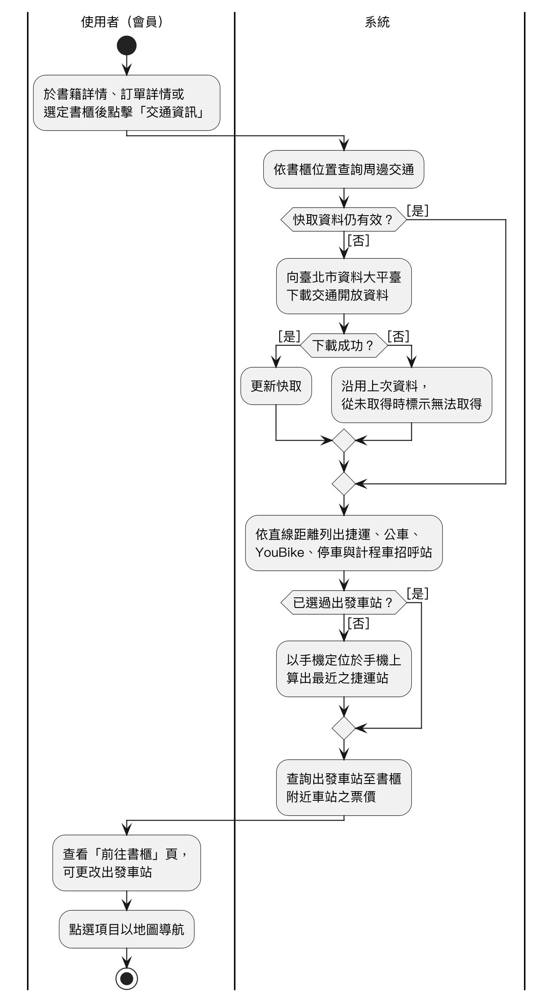 使用者（會員）
系統
於書籍詳情、訂單詳情或
選定書櫃後點擊「交通資訊」
依書櫃位置查詢周邊交通
快取資料仍有效？
[是]
[否]
向臺北市資料大平臺
下載交通開放資料
[是]
下載成功？
[否]
更新快取
沿用上次資料，
從未取得時標示無法取得
依直線距離列出捷運、公車、
YouBike、停車與計程車招呼站
已選過出發車站？
[是]
[否]
以手機定位於手機上
算出最近之捷運站
查詢出發車站至書櫃
附近車站之票價
查看「前往書櫃」頁，
可更改出發車站
點選項目以地圖導航